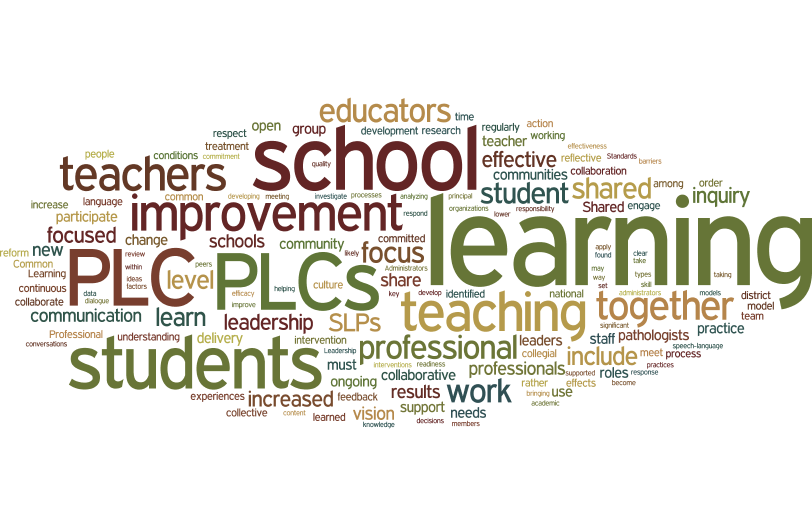 educators time
respect open group development research regularly action
treatment teacher working
people conditions commitment school quality effective reflective effectiveness Standards barriers
teachers communities collaboration
increase language common developing meeting investigate processes analyzing principal student shared among order inquiry
participate improvement respond organizations lower responsibility Shared engage
focused change schools community likely committed learning
reform new review peers focus apply found clear take
Common within Administrators
Learning PLC ideas factors level PLCs culture share may way set types skill taking
continuous data dialogue efficacy helping key develop identified national administrators models
collaborate improve together district model team
communication learn leadership SLPs teaching significant practice
Professional understanding delivery intervention leaders staff pathologists
conversations Leadership professional collegial include meet process speech-language
students must interventions readiness professionals supported roles response practices
ongoing collaborative rather effects become
experiences increased feedback results work bringing use
collective content learned vision support needs academic
knowledge decisions members